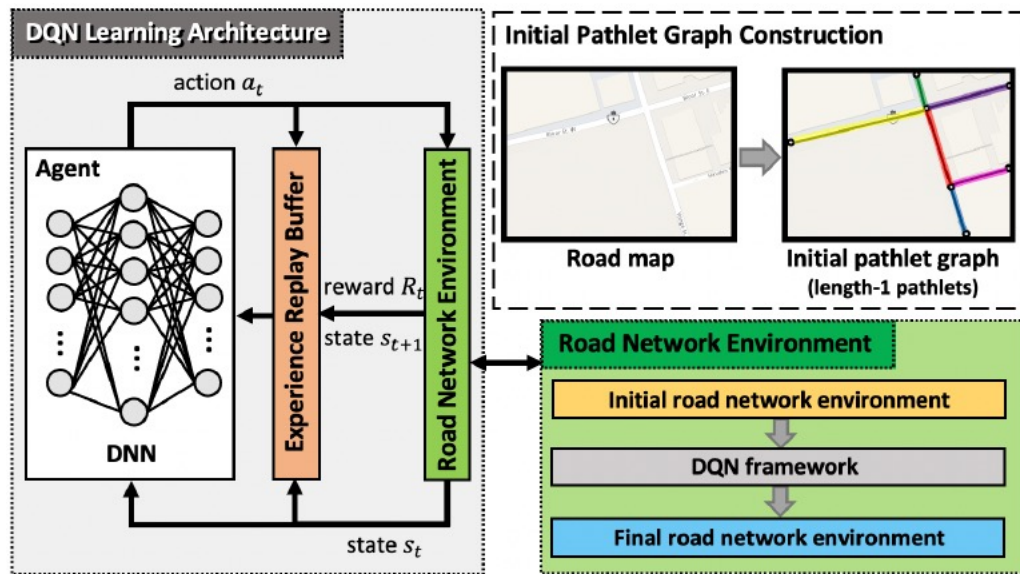 DQN Learning Architecture
action a_t
Agent
DNN
Experience Replay Buffer
reward R_t
state s_{t+1}
Road Network Environment
state s_t
Initial Pathlet Graph Construction
Road map
Initial pathlet graph
(length-1 pathlets)
Road Network Environment
Initial road network environment
DQN framework
Final road network environment